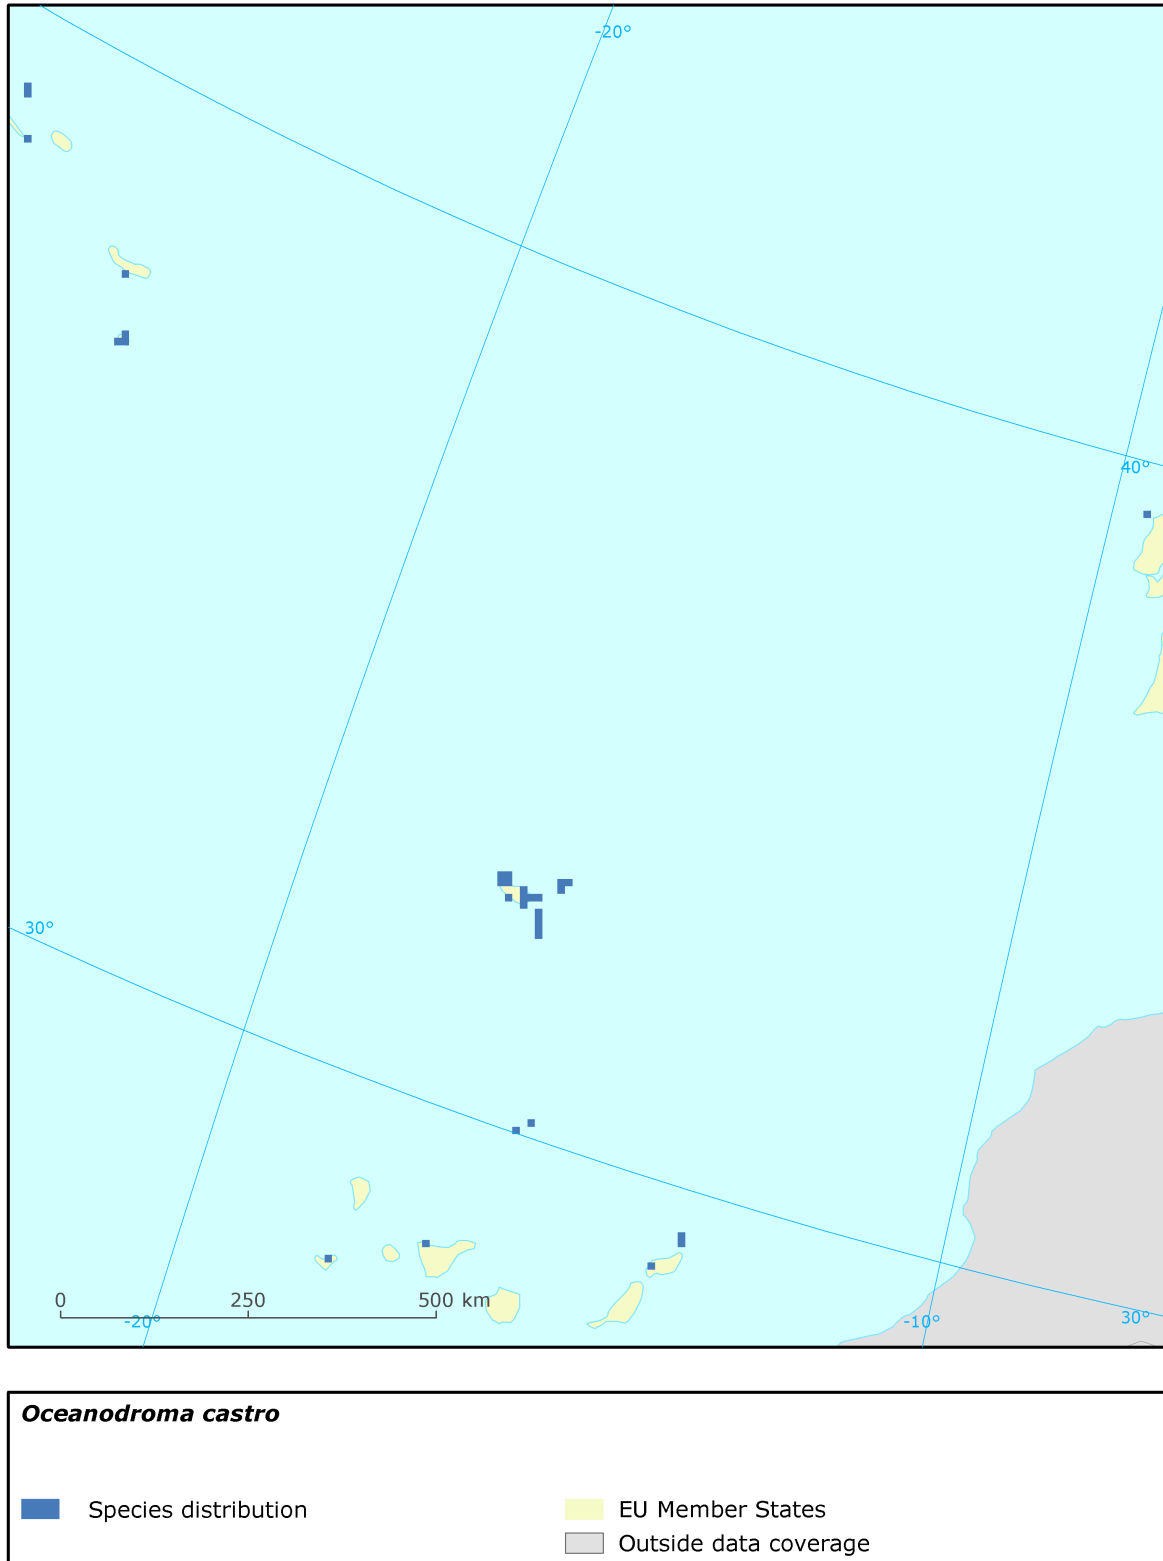 -20°
40°
30°
0 250 500 km
-20° -10° 30°
Oceanodroma castro
Species distribution EU Member States
Outside data coverage